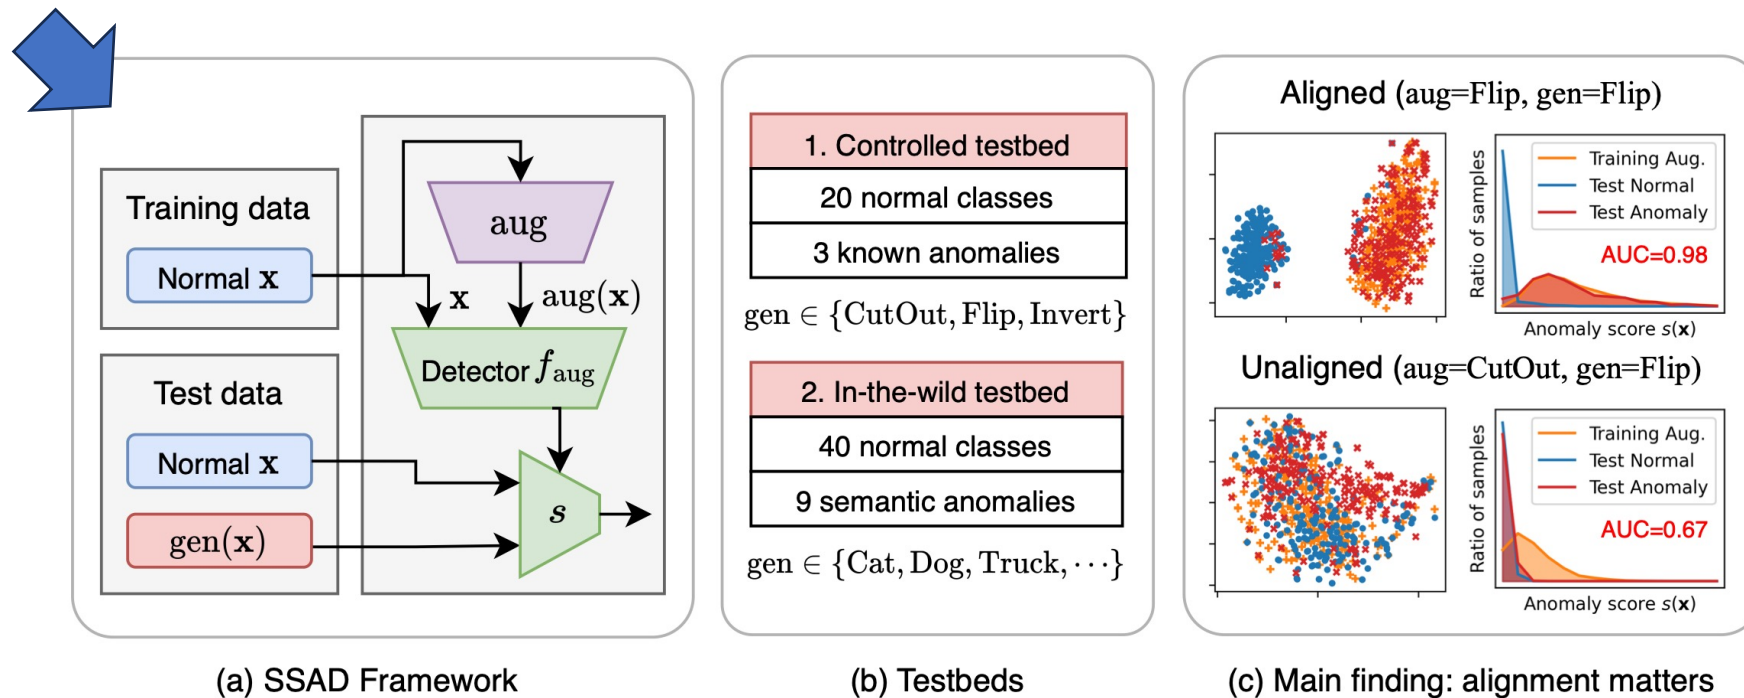 Training data
Normal x
Test data
Normal x
gen(x)
aug
x
aug(x)
Detector f_aug
s
(a) SSAD Framework
1. Controlled testbed
20 normal classes
3 known anomalies
gen ∈ {CutOut, Flip, Invert}
2. In-the-wild testbed
40 normal classes
9 semantic anomalies
gen ∈ {Cat, Dog, Truck, ⋯}
(b) Testbeds
Aligned (aug=Flip, gen=Flip)
Ratio of samples
Training Aug.
Test Normal
Test Anomaly
AUC=0.98
Anomaly score s(x)
Unaligned (aug=CutOut, gen=Flip)
Ratio of samples
Training Aug.
Test Normal
Test Anomaly
AUC=0.67
Anomaly score s(x)
(c) Main finding: alignment matters